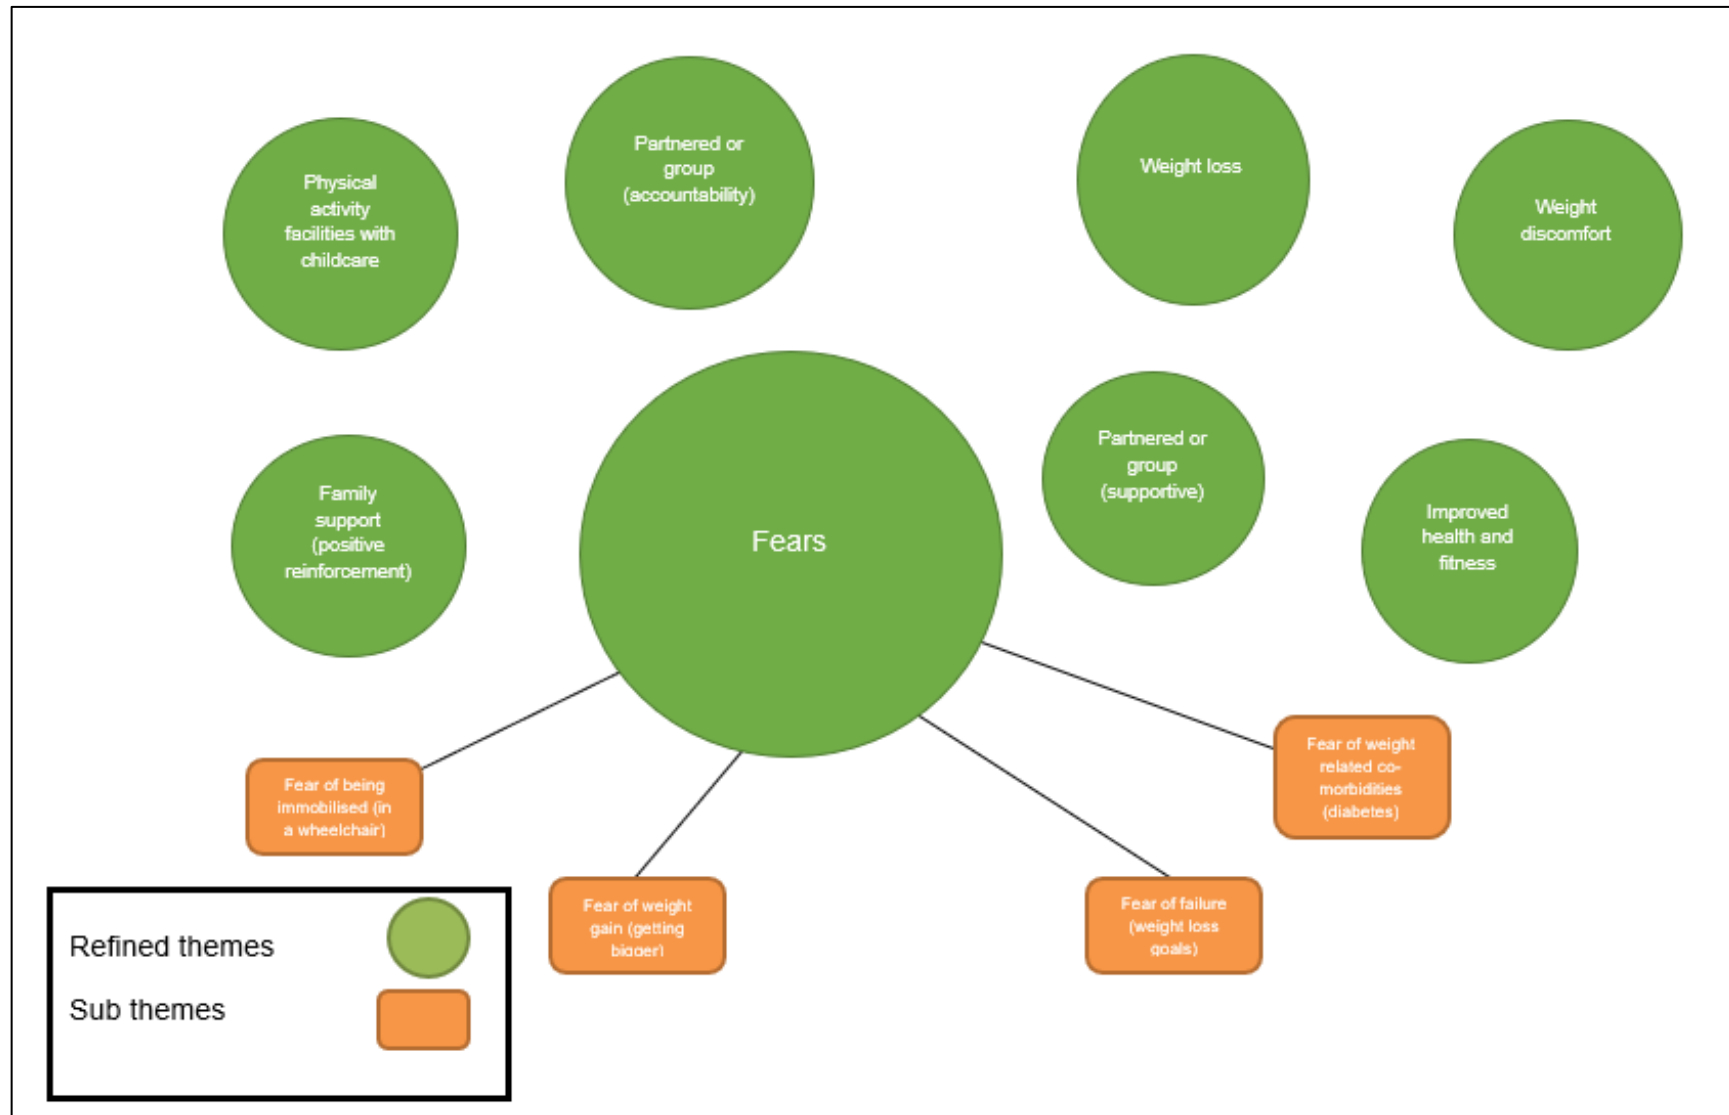 Physical
activity
facilities with
childcare
Partnered or
group
(accountability)
Weight loss
Weight
discomfort
Family
support
(positive
reinforcement)
Fears
Partnered or
group
(supportive)
Improved
health and
fitness
Fear of being
immobilised (in
a wheelchair)
Fear of weight
gain (getting
bigger)
Fear of failure
(weight loss
goals)
Fear of weight
related co-
morbidities
(diabetes)
Refined themes
Sub themes